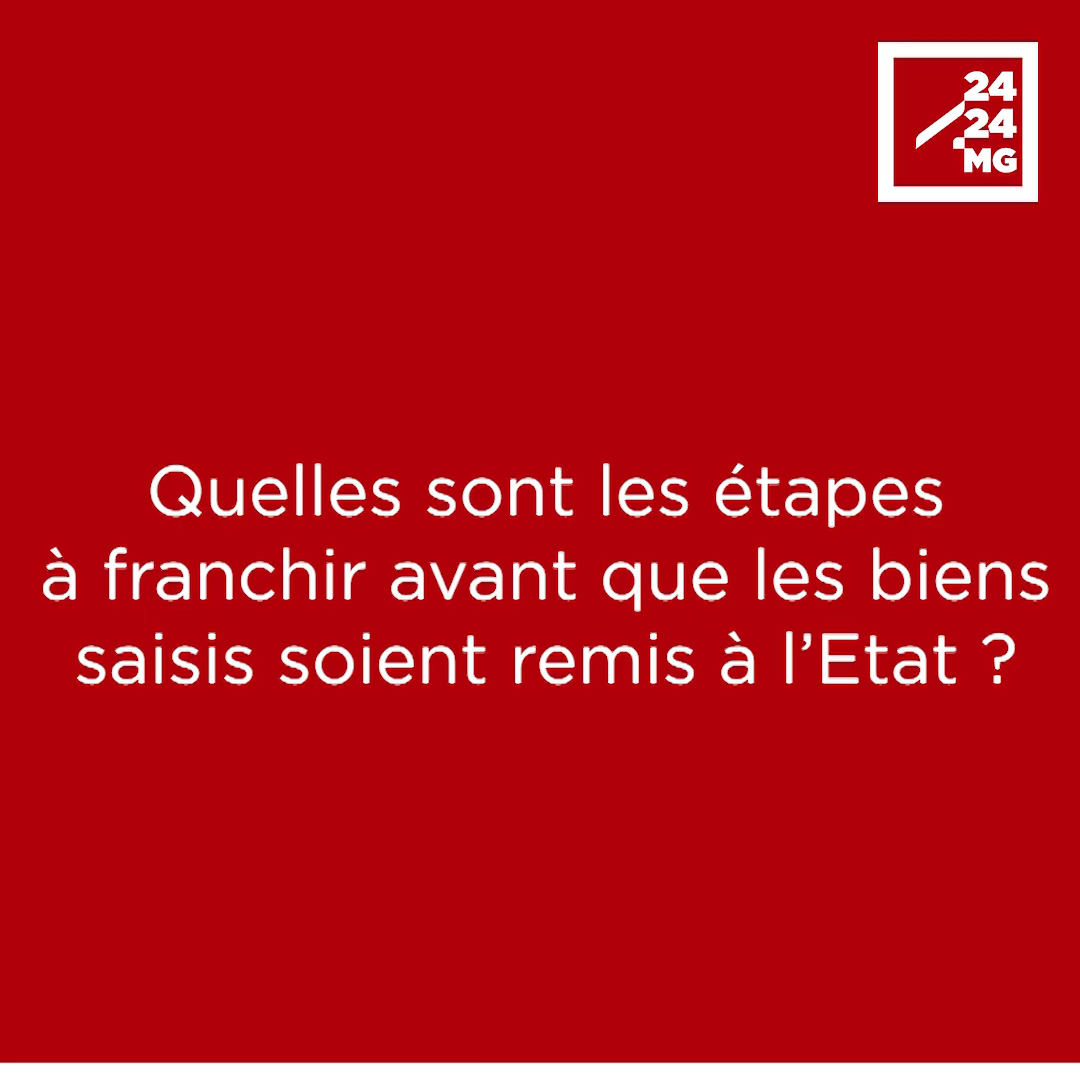 24
24
MG
Quelles sont les étapes
à franchir avant que les biens
saisis soient remis à l’Etat ?